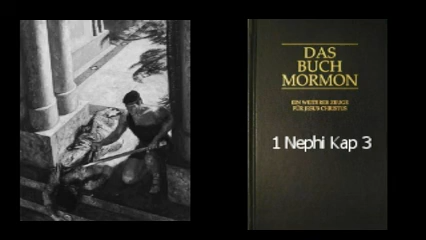 DAS
BUCH
MORMON
EIN WEITERER ZEUGE
FÜR JESUS CHRISTUS
1 Nephi Kap 3